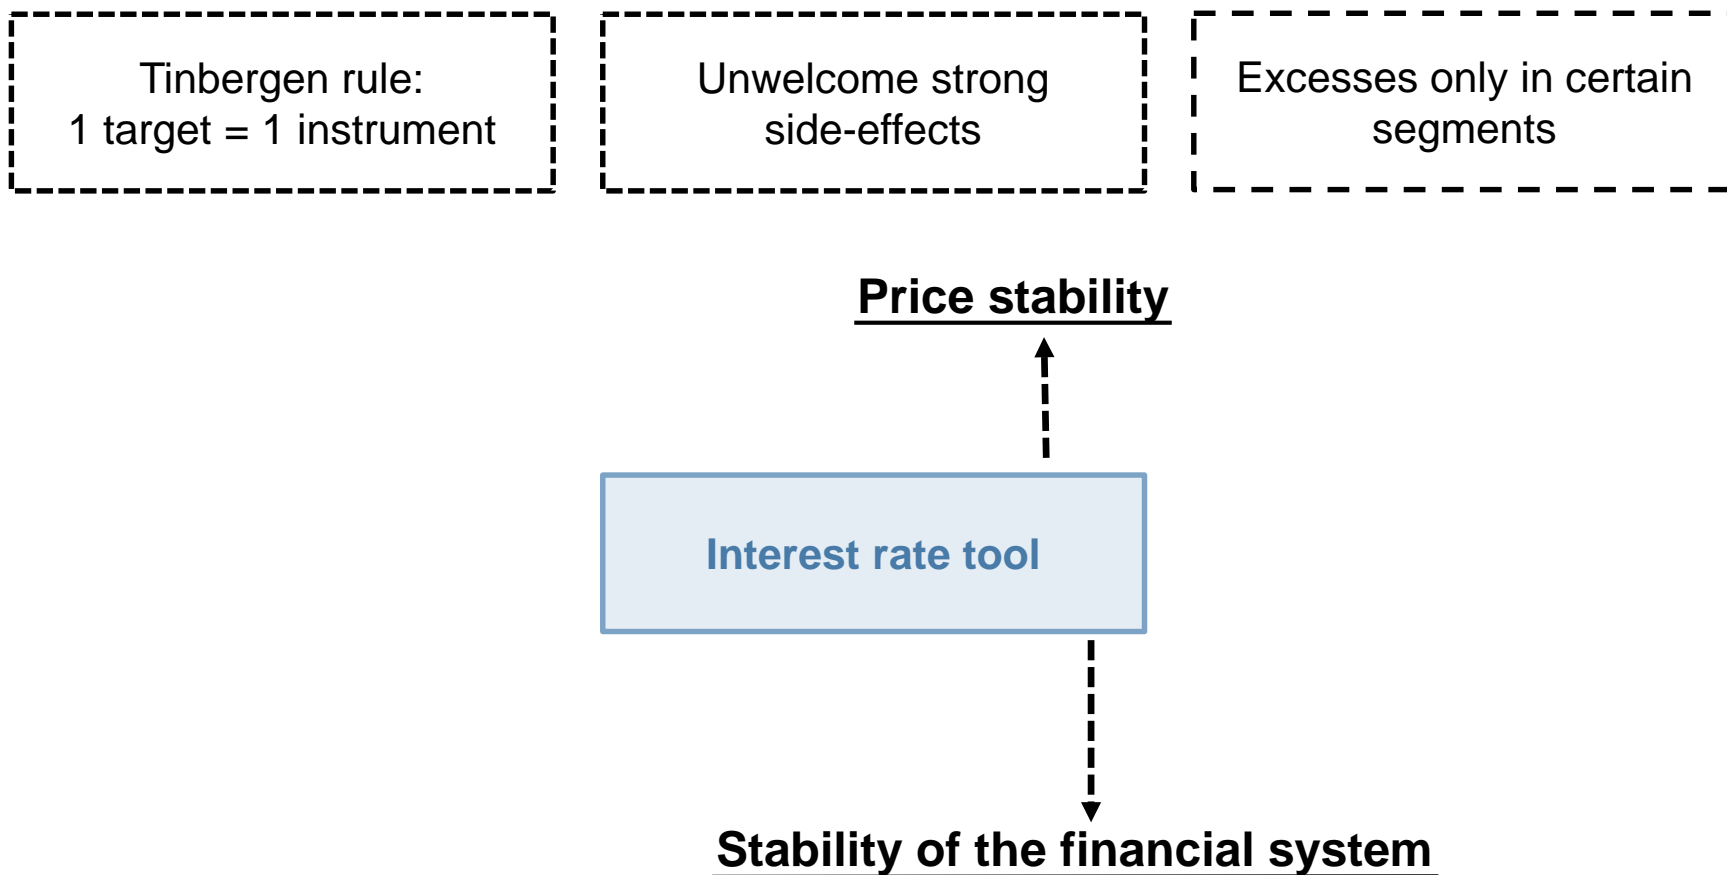 Tinbergen rule:
1 target = 1 instrument
Unwelcome strong
side-effects
Excesses only in certain
segments
Price stability
Interest rate tool
Stability of the financial system